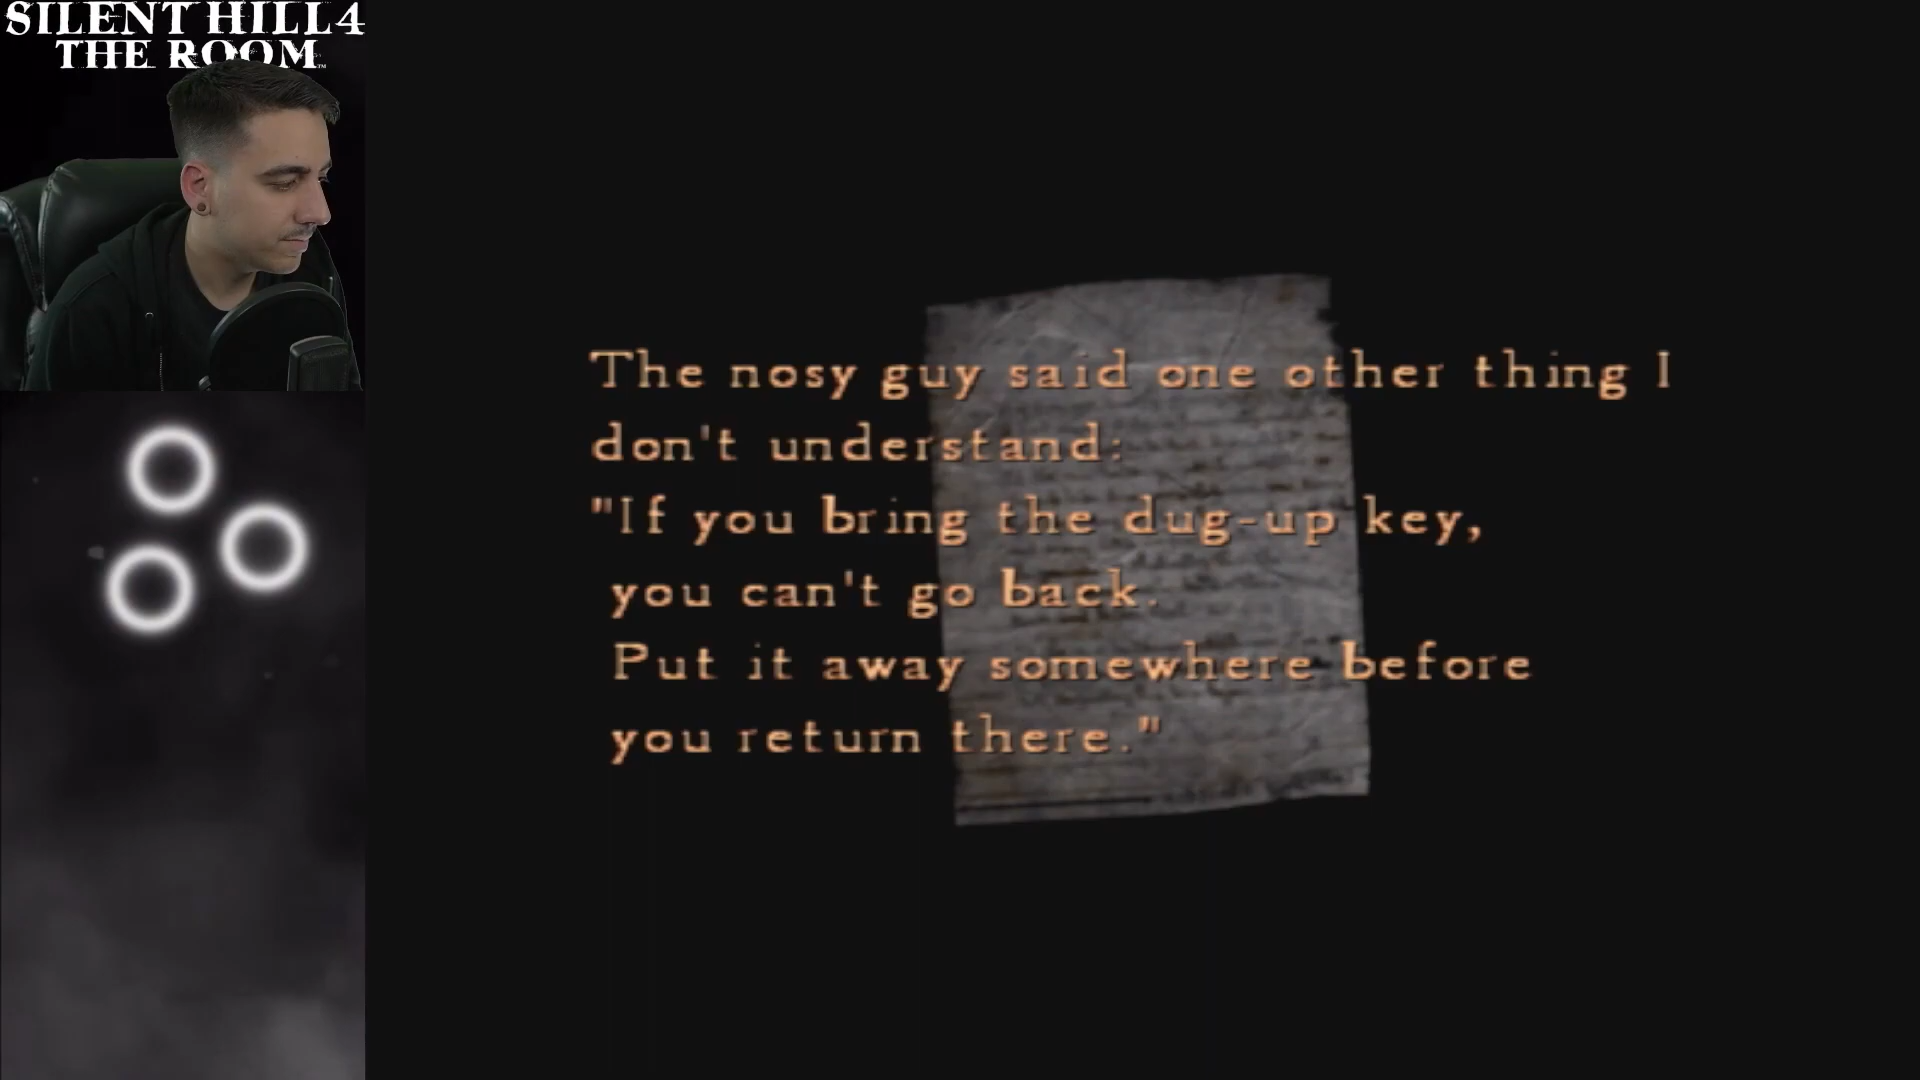 SILENT HILL 4
THE ROOM
The nosy guy said one other thing I
don't understand:
"If you bring the dug-up key,
you can't go back.
Put it away somewhere before
you return there."